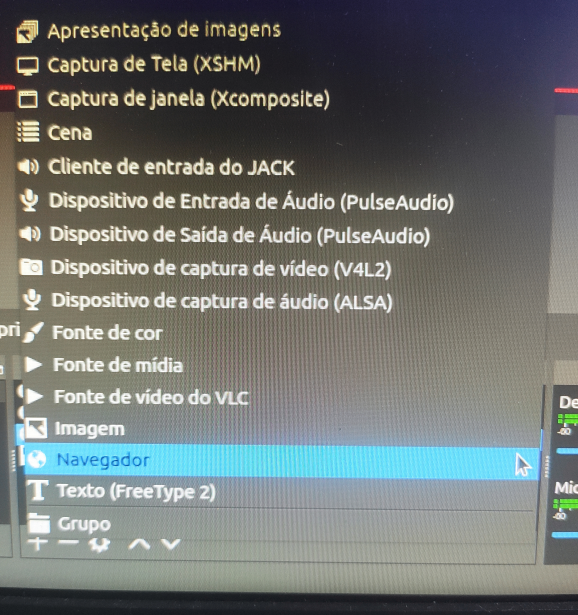 Apresentação de imagens
Captura de Tela (XSHM)
Captura de janela (Xcomposite)
Cena
Cliente de entrada do JACK
Dispositivo de Entrada de Áudio (PulseAudio)
Dispositivo de Saída de Áudio (PulseAudio)
Dispositivo de captura de vídeo (V4L2)
Dispositivo de captura de áudio (ALSA)
pri
Fonte de cor
Fonte de mídia
Fonte de vídeo do VLC
De
-60
Imagem
Navegador
Mic
Texto (FreeType 2)
-60
Grupo